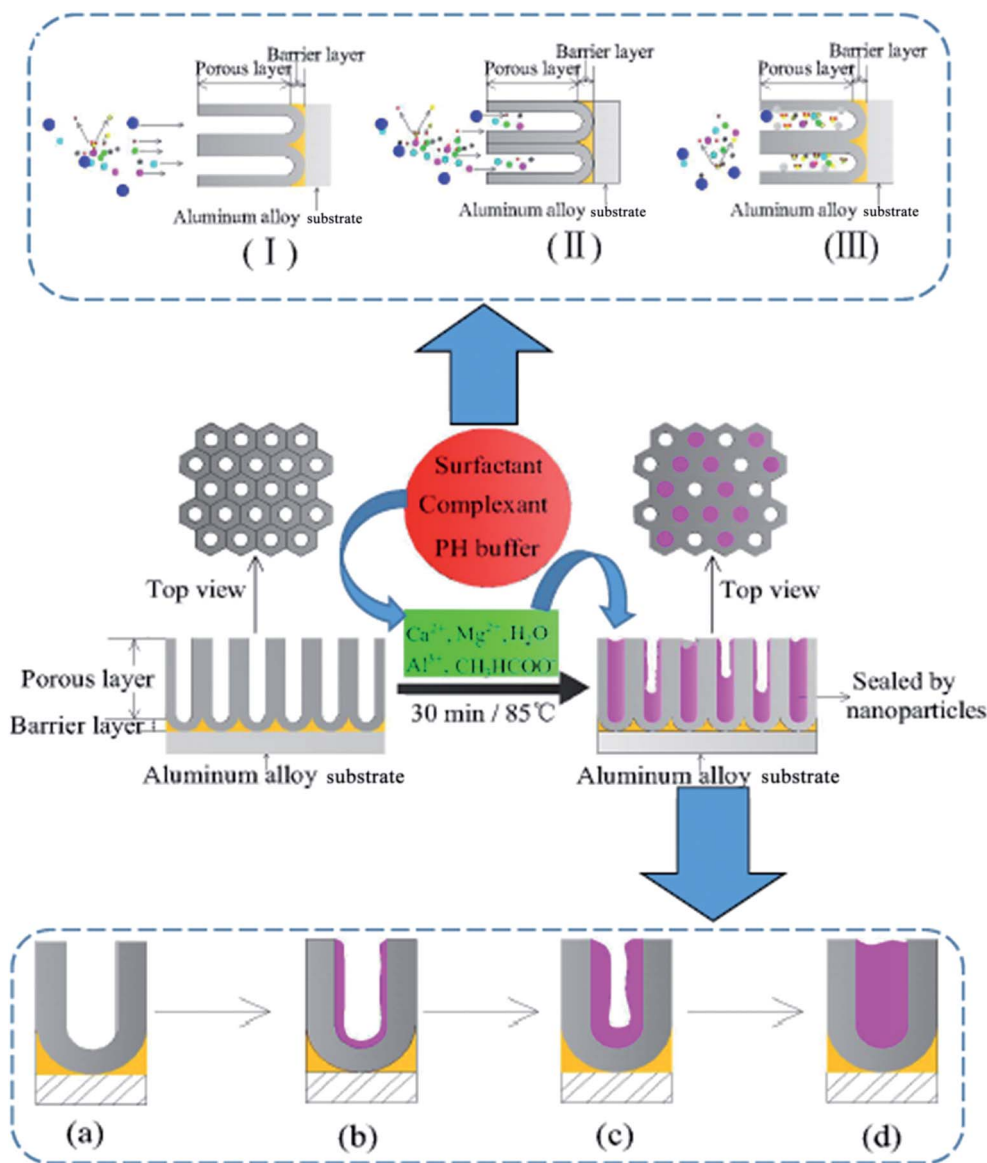 Barrier layer
Porous layer
Aluminum alloy substrate
(Ⅰ)
Barrier layer
Porous layer
Aluminum alloy substrate
(Ⅱ)
Barrier layer
Porous layer
Aluminum alloy substrate
(Ⅲ)
Surfactant
Complexant
PH buffer
Top view
Top view
Ca²⁺, Mg²⁺, H₂O
Al³⁺, CH₃HCOO⁻
30 min / 85℃
Porous layer
Barrier layer
Aluminum alloy substrate
Sealed by
nanoparticles
Aluminum alloy substrate
(a)
(b)
(c)
(d)